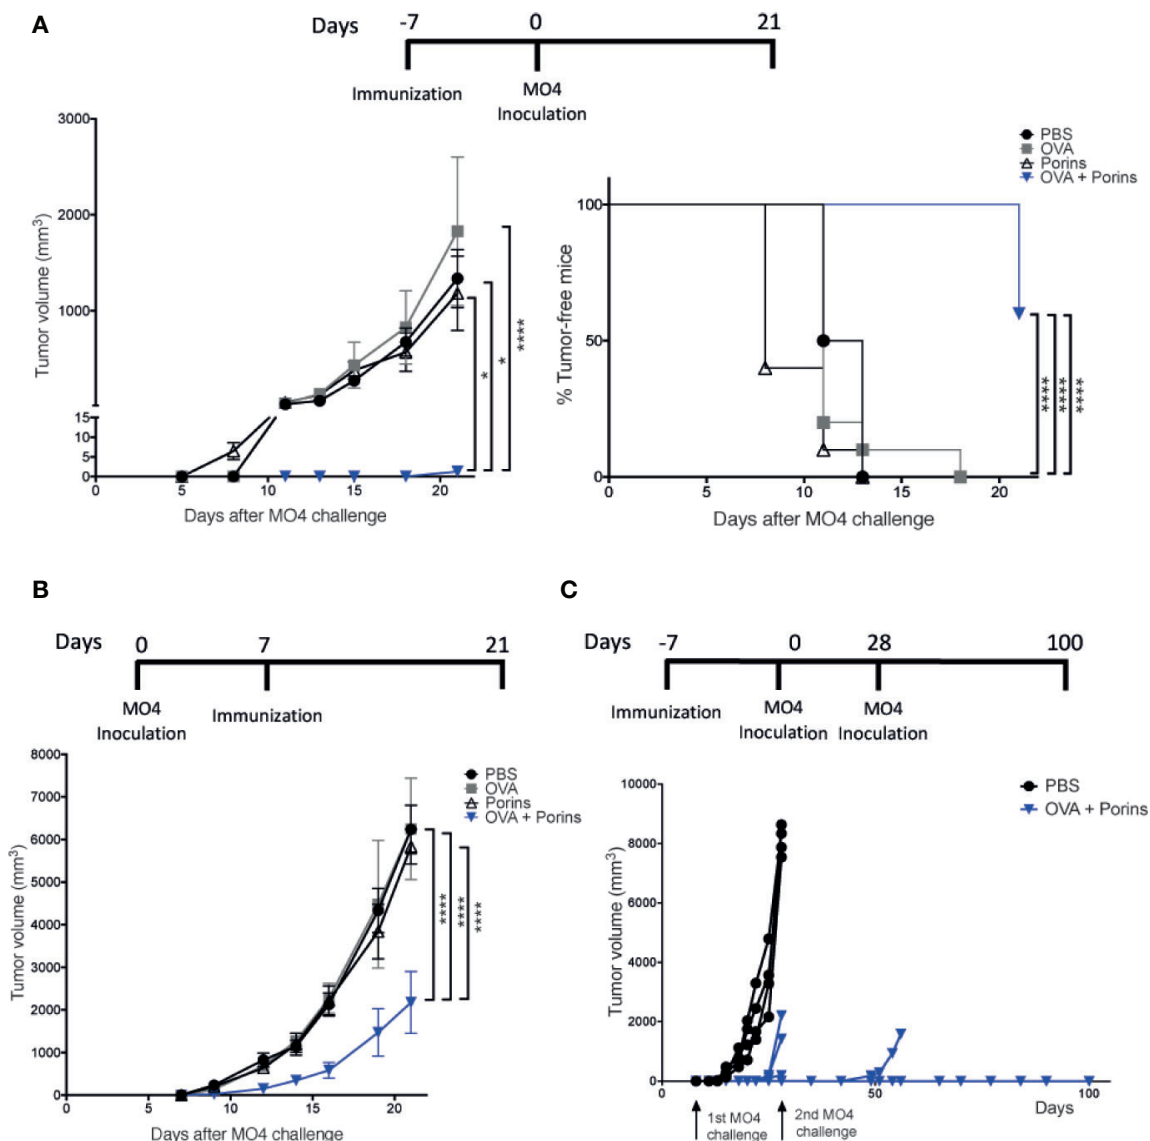 A
Days -7 0 21
Immunization
MO4
Inoculation
3000
2000
1000
15
10
5
0
Tumor volume (mm³)
0 5 10 15 20
Days after MO4 challenge
*
*
****
PBS
OVA
Porins
OVA + Porins
100
50
0
% Tumor-free mice
0 5 10 15 20
Days after MO4 challenge
****
****
****
B
Days 0 7 21
MO4
Inoculation
Immunization
8000
7000
6000
5000
4000
3000
2000
1000
0
Tumor volume (mm³)
0 5 10 15 20
Days after MO4 challenge
PBS
OVA
Porins
OVA + Porins
****
****
****
C
Days -7 0 28 100
Immunization
MO4
Inoculation
MO4
Inoculation
10000
8000
6000
4000
2000
0
Tumor volume (mm³)
0 50 100
Days
PBS
OVA + Porins
1st MO4
challenge
2nd MO4
challenge